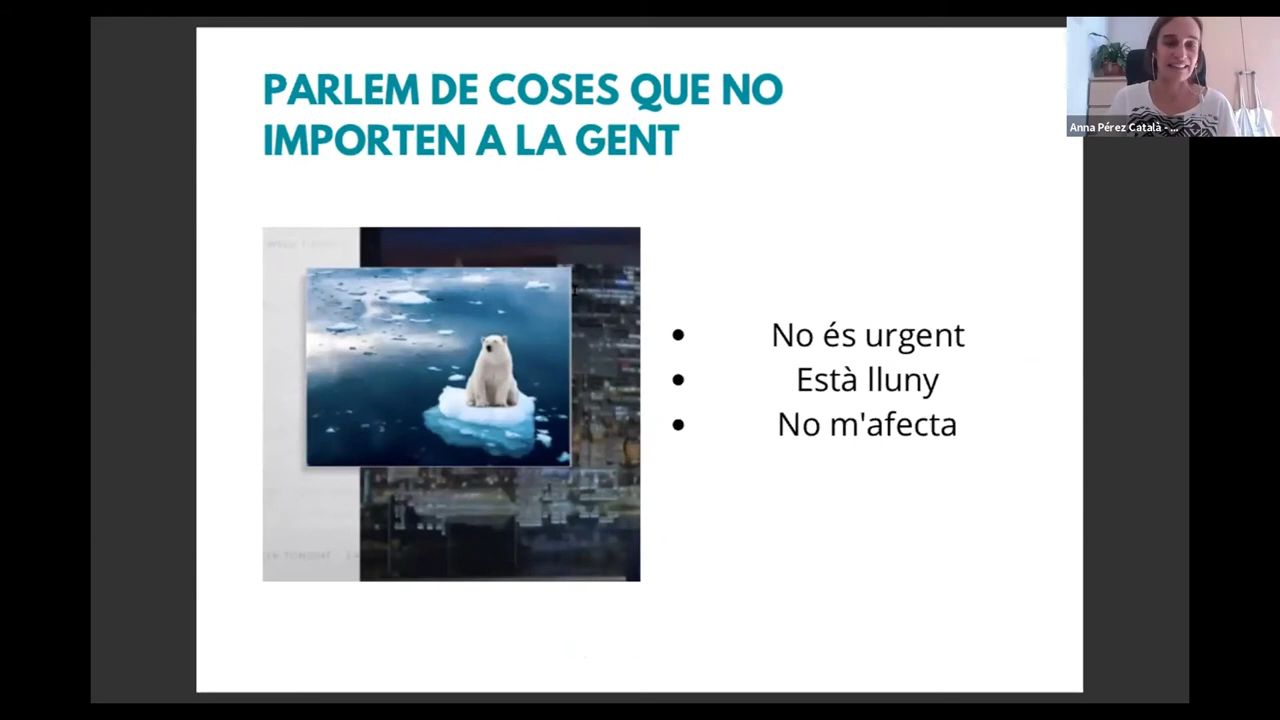 PARLEM DE COSES QUE NO
IMPORTEN A LA GENT
No és urgent
Està lluny
No m'afecta
Anna Pérez Català - ...